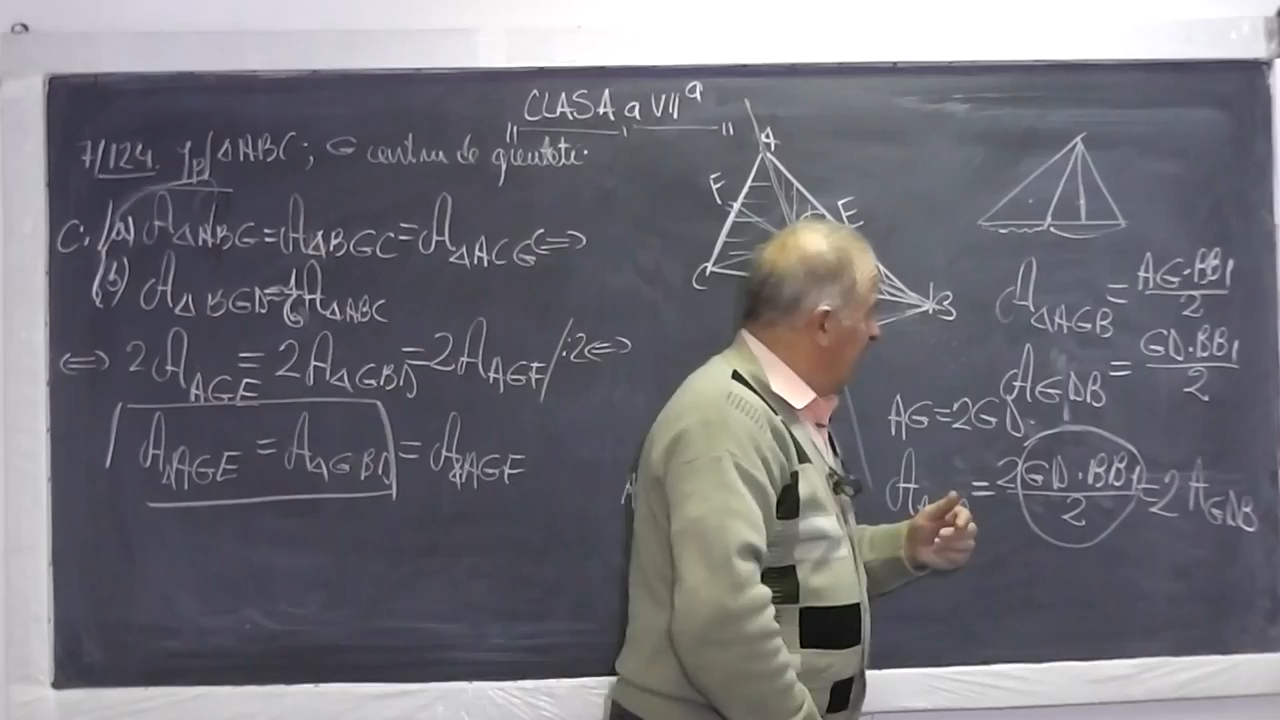 CLASA a VII a
7/124. Ip/ ΔABC; G centru de greutate.
C. (a) A ΔABG = A ΔBGC = A ΔACG <=>
(b) A ΔBGD = 1/6 A ΔABC
<=> 2A AGE = 2A ΔGBD = 2A AGF /:2 <=>
A ΔAGE = A ΔGBD = A ΔAGF
A
F
E
C
B
A ΔAGB = AG·BB1 / 2
A GDB = GD·BB1 / 2
AG = 2GD.
A = 2 GD·BB1 / 2 = 2 A GDB